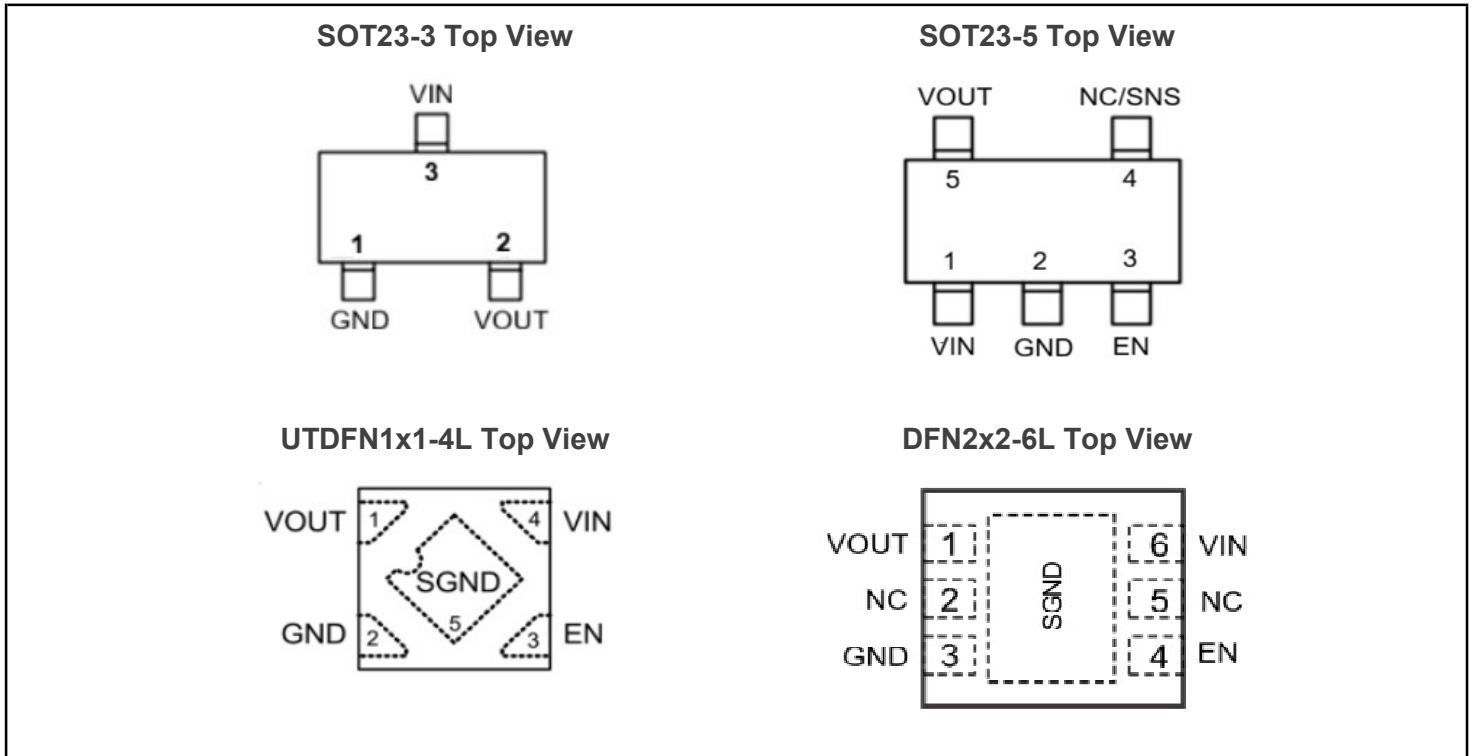 SOT23-3 Top View
VIN
3
1
2
GND
VOUT
SOT23-5 Top View
VOUT
NC/SNS
5
4
1
2
3
VIN
GND
EN
UTDFN1x1-4L Top View
VOUT
1
4
VIN
SGND
GND
2
5
3
EN
DFN2x2-6L Top View
VOUT
1
6
VIN
NC
2
SGND
5
NC
GND
3
4
EN